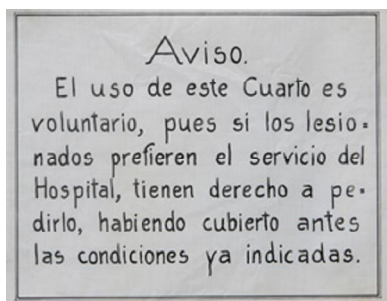 Aviso.
El uso de este Cuarto es
voluntario, pues si los lesio-
nados prefieren el servicio del
Hospital, tienen derecho a pe-
dirlo, habiendo cubierto antes
las condiciones ya indicadas.